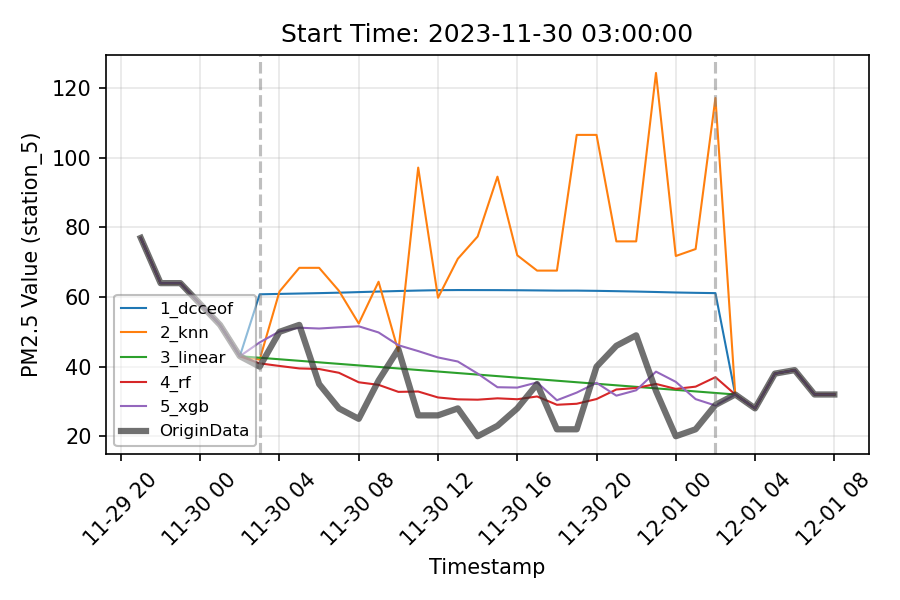 Start Time: 2023-11-30 03:00:00
PM2.5 Value (station_5)
120
100
80
60
40
20
1_dcceof
2_knn
3_linear
4_rf
5_xgb
OriginData
11-29 20
11-30 00
11-30 04
11-30 08
11-30 12
11-30 16
11-30 20
12-01 00
12-01 04
12-01 08
Timestamp